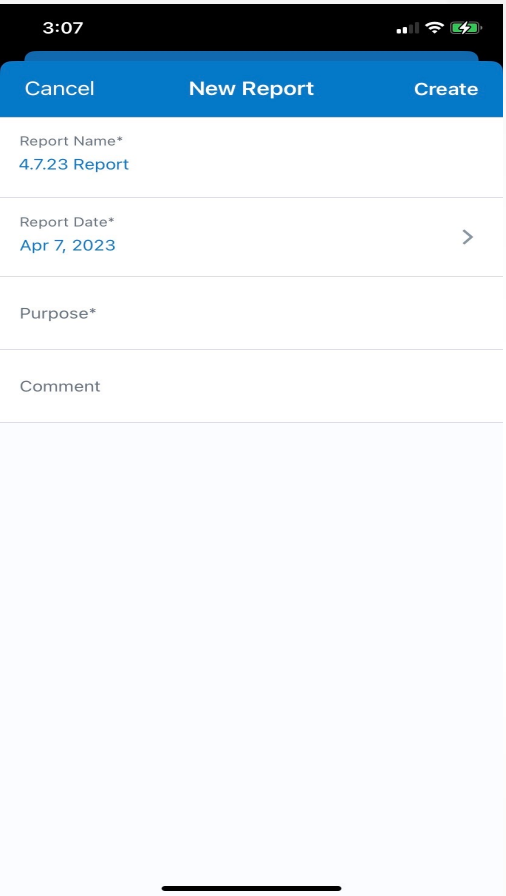 3:07
Cancel New Report Create
Report Name*
4.7.23 Report
Report Date*
Apr 7, 2023
Purpose*
Comment